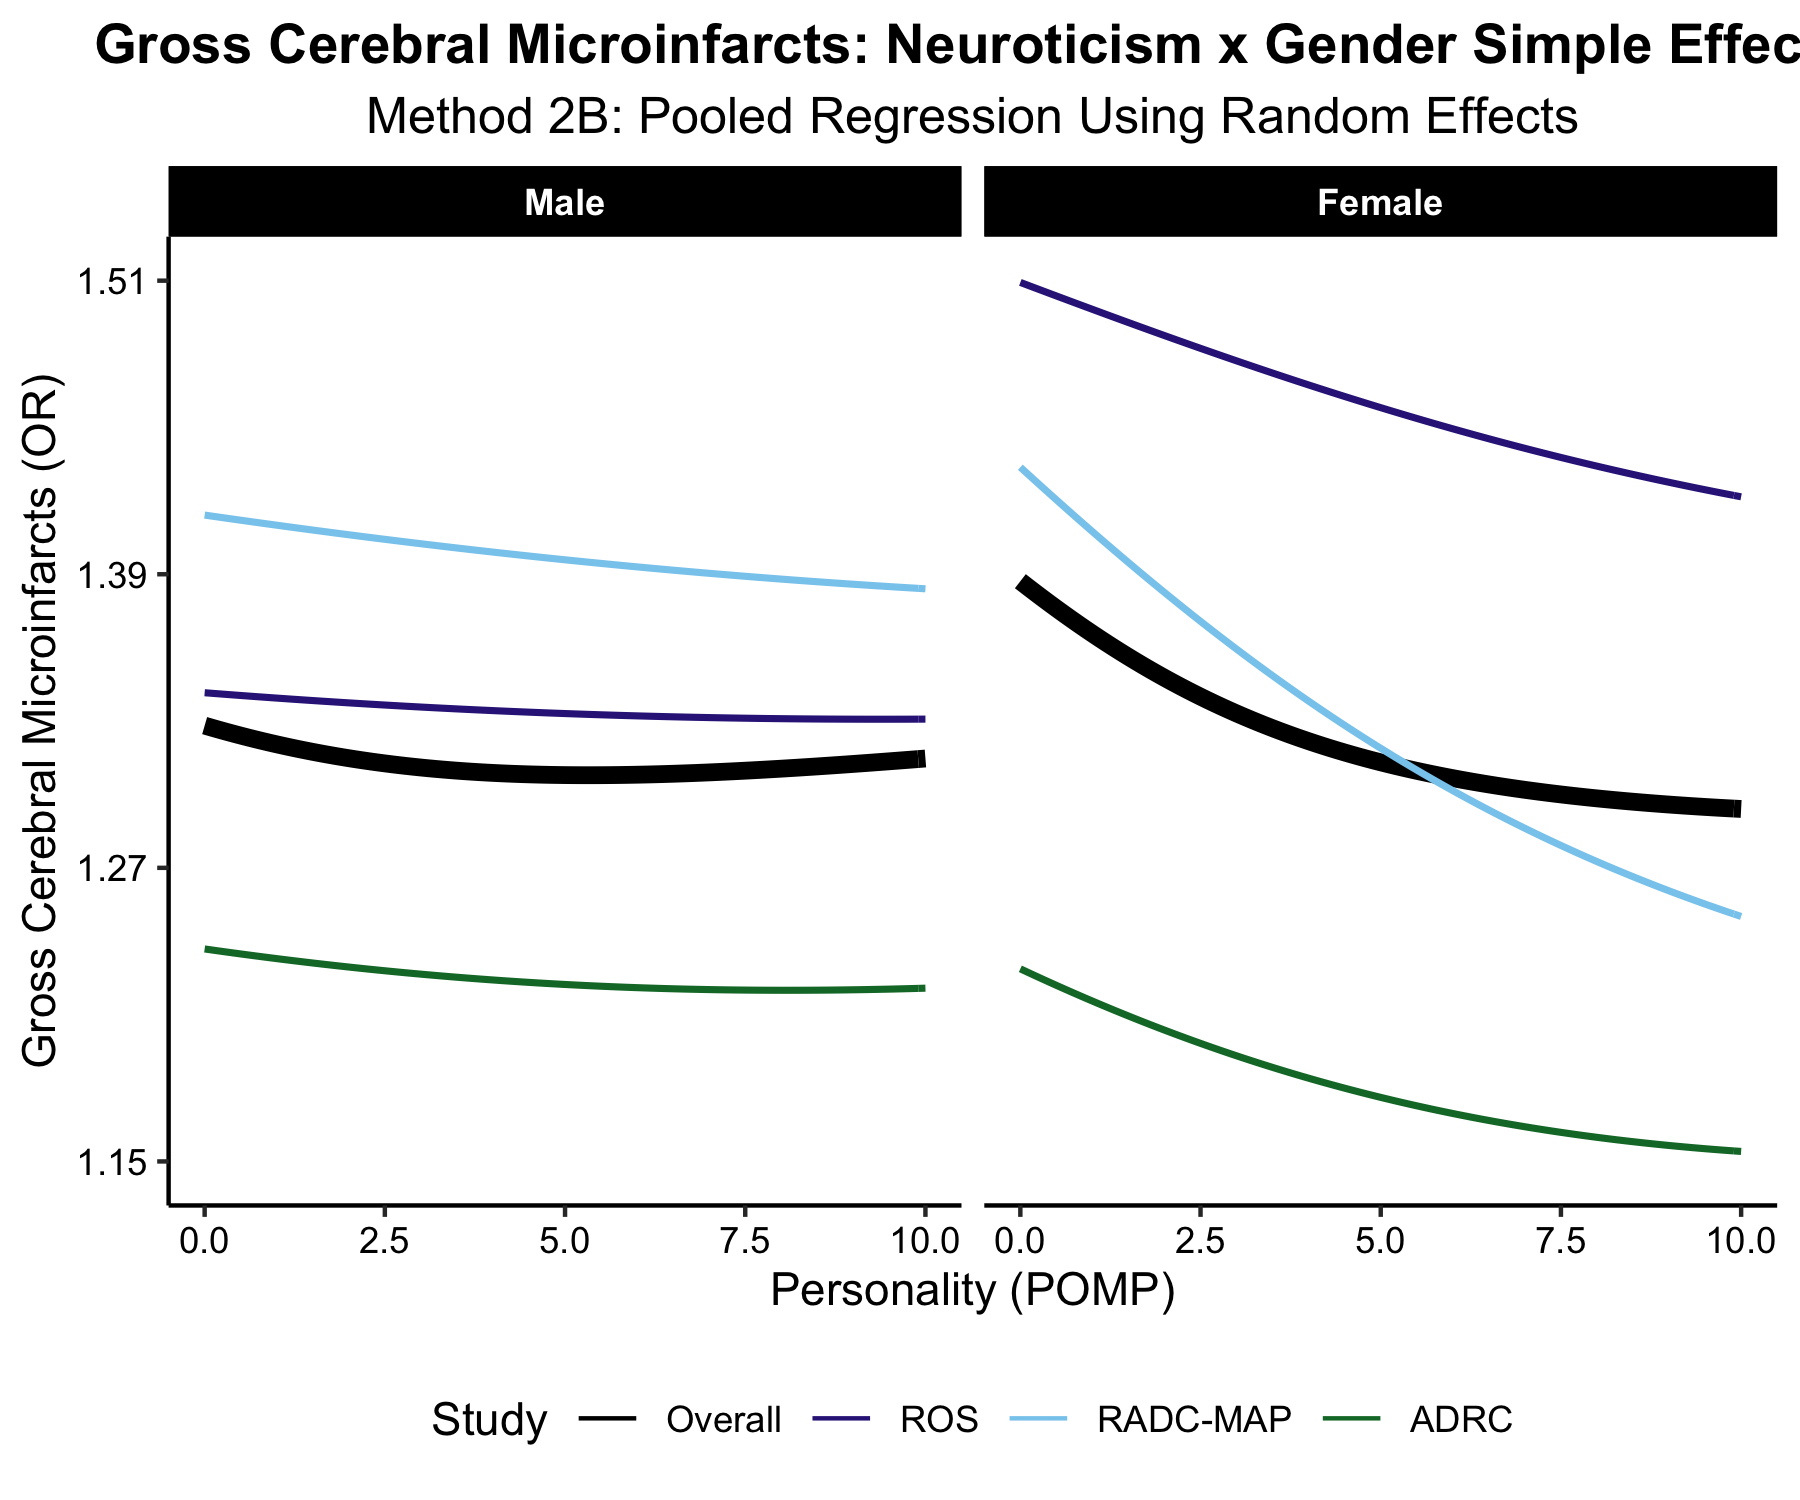 Gross Cerebral Microinfarcts: Neuroticism x Gender Simple Effec
Method 2B: Pooled Regression Using Random Effects
Male
Female
Gross Cerebral Microinfarcts (OR)
1.51
1.39
1.27
1.15
0.0 2.5 5.0 7.5 10.0
0.0 2.5 5.0 7.5 10.0
Personality (POMP)
Study Overall ROS RADC-MAP ADRC